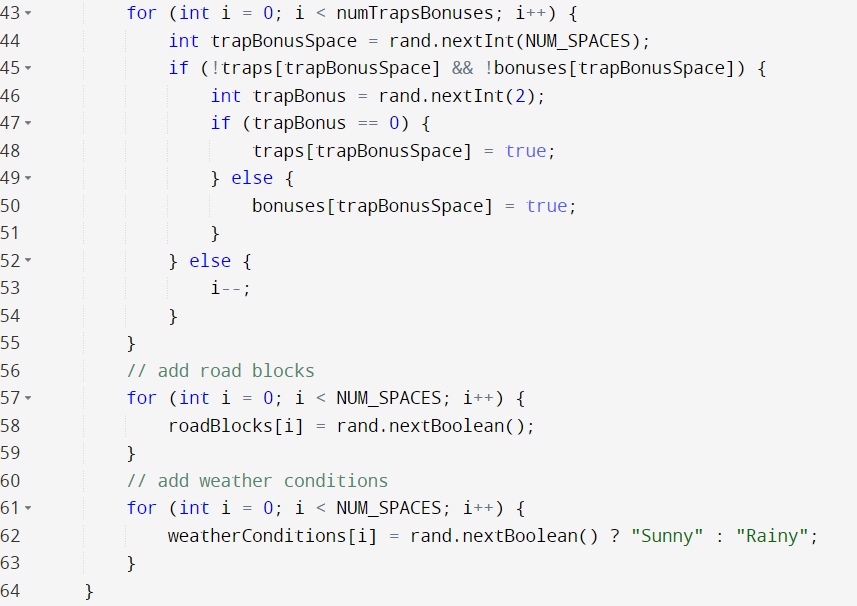 43 for (int i = 0; i < numTrapsBonuses; i++) {
44 int trapBonusSpace = rand.nextInt(NUM_SPACES);
45 if (!traps[trapBonusSpace] && !bonuses[trapBonusSpace]) {
46 int trapBonus = rand.nextInt(2);
47 if (trapBonus == 0) {
48 traps[trapBonusSpace] = true;
49 } else {
50 bonuses[trapBonusSpace] = true;
51 }
52 } else {
53 i--;
54 }
55 }
56 // add road blocks
57 for (int i = 0; i < NUM_SPACES; i++) {
58 roadBlocks[i] = rand.nextBoolean();
59 }
60 // add weather conditions
61 for (int i = 0; i < NUM_SPACES; i++) {
62 weatherConditions[i] = rand.nextBoolean() ? "Sunny" : "Rainy";
63 }
64 }